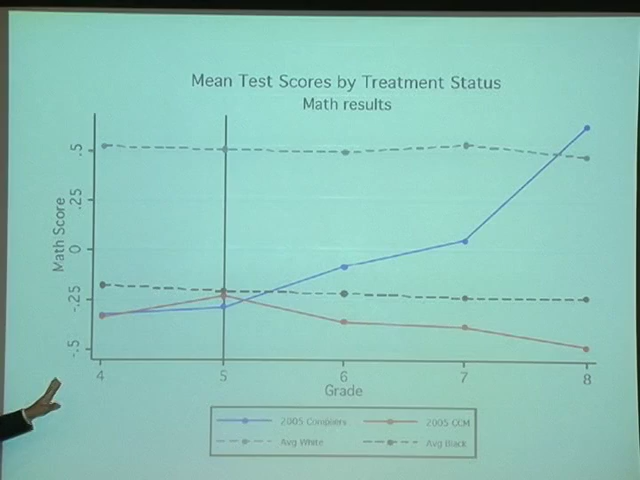 Mean Test Scores by Treatment Status
Math results
Math Score
.5
.25
0
-.25
-.5
4 5 6 7 8
Grade
2005 Compliers 2005 CCM
Avg White Avg Black